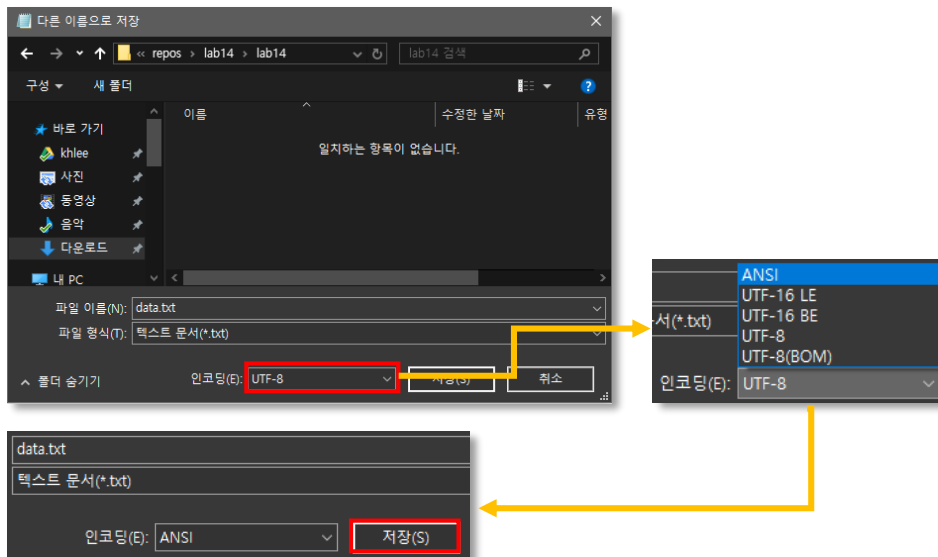 다른 이름으로 저장
« repos > lab14 > lab14
lab14 검색
구성
새 폴더
이름
수정한 날짜
유형
일치하는 항목이 없습니다.
바로 가기
khlee
사진
동영상
음악
다운로드
내 PC
파일 이름(N): data.txt
파일 형식(T): 텍스트 문서(*.txt)
폴더 숨기기
인코딩(E): UTF-8
저장(S)
취소
서(*.txt)
ANSI
UTF-16 LE
UTF-16 BE
UTF-8
UTF-8(BOM)
인코딩(E): UTF-8
data.txt
텍스트 문서(*.txt)
인코딩(E): ANSI
저장(S)